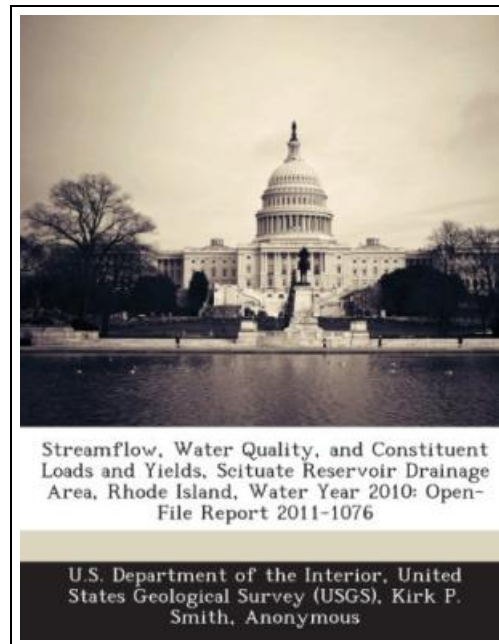 Streamflow, Water Quality, and Constituent
Loads and Yields, Scituate Reservoir Drainage
Area, Rhode Island, Water Year 2010: Open-
File Report 2011-1076
U.S. Department of the Interior, United
States Geological Survey (USGS), Kirk P.
Smith, Anonymous